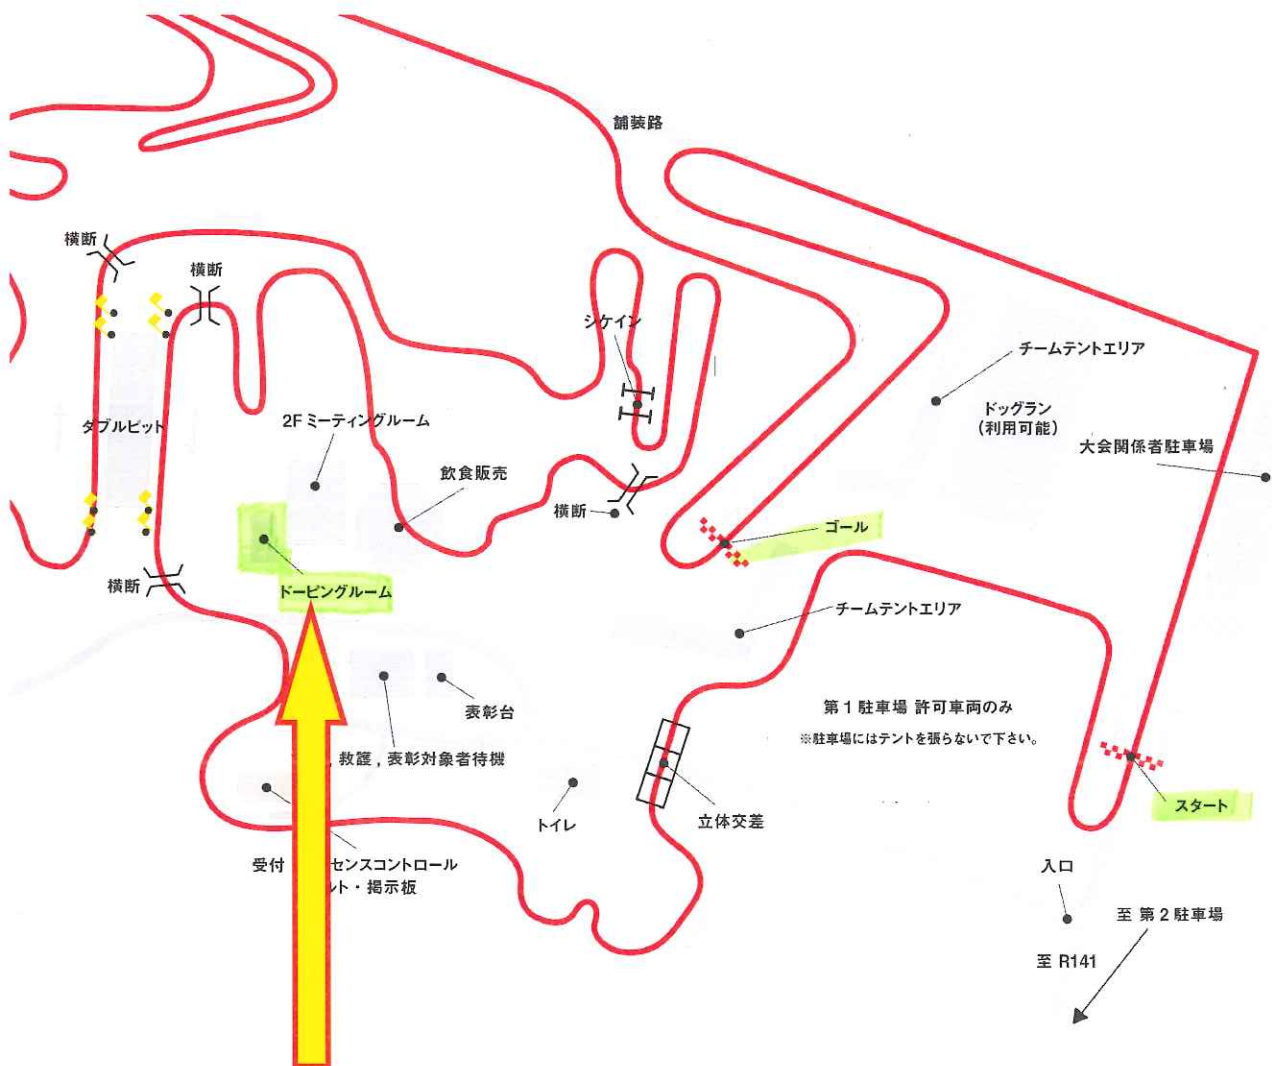 舗装路
横断
横断
シケイン
チームテントエリア
ドッグラン
(利用可能)
大会関係者駐車場
ダブルピット
2Fミーティングルーム
飲食販売
横断
ゴール
横断
ドーピングルーム
チームテントエリア
表彰台
第1駐車場 許可車両のみ
※駐車場にはテントを張らないで下さい。
, 救護 , 表彰対象者待機
トイレ
立体交差
スタート
受付
センスコントロール
ルト・掲示板
入口
至 第2駐車場
至 R141